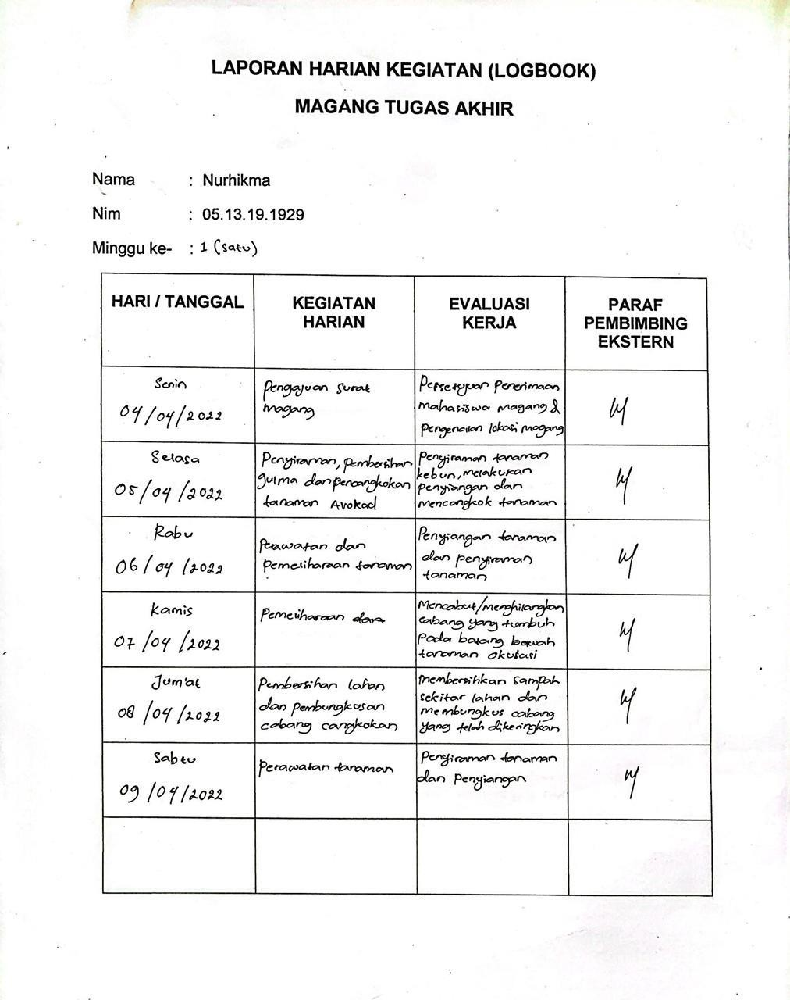 LAPORAN HARIAN KEGIATAN (LOGBOOK)
MAGANG TUGAS AKHIR
Nama : Nurhikma
Nim : 05.13.19.1929
Minggu ke- : 1 (satu)
HARI / TANGGAL
KEGIATAN
HARIAN
EVALUASI
KERJA
PARAF
PEMBIMBING
EKSTERN
Senin
04/04/2022
Pengajuan surat
magang
Persetujuan Penerimaan
mahasiswa magang &
pengenalan lokasi magang
Selasa
05/04/2022
Penyiraman, pembersihan
gulma dan pencangkokan
tanaman Avokad
Penyiraman tanaman
kebun, melakukan
penyiangan dan
mencangkok tanaman
Rabu
06/04/2022
Perawatan dan
Pemeliharaan tanaman
Penyiangan tanaman
dan penyiraman
tanaman
Kamis
07/04/2022
Pemeliharaan dan
Mencabut/menghilangkan
cabang yang tumbuh
pada batang bawah
tanaman okulasi
Jum'at
08/04/2022
Pembersihan lahan
dan pembungkusan
cabang cangkokan
membersihkan sampah
sekitar lahan dan
membungkus cabang
yang telah dikeringkan
Sabtu
09/04/2022
Perawatan tanaman
Penyiraman tanaman
dan Penyiangan